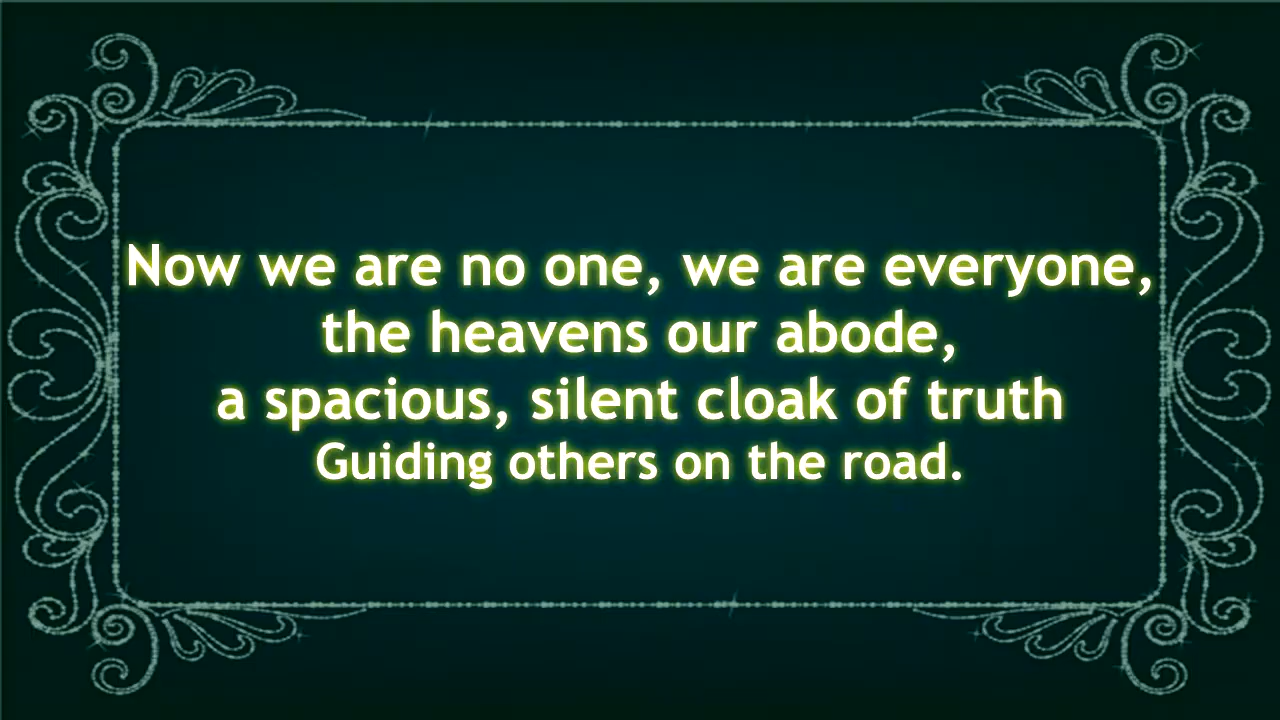 Now we are no one, we are everyone,
the heavens our abode,
a spacious, silent cloak of truth
Guiding others on the road.